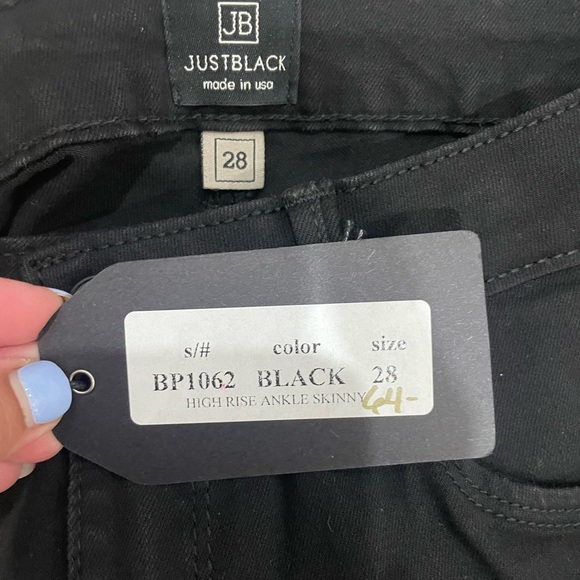 JB
JUSTBLACK
made in usa
28
s/# color size
BP1062 BLACK 28
HIGH RISE ANKLE SKINNY
64-